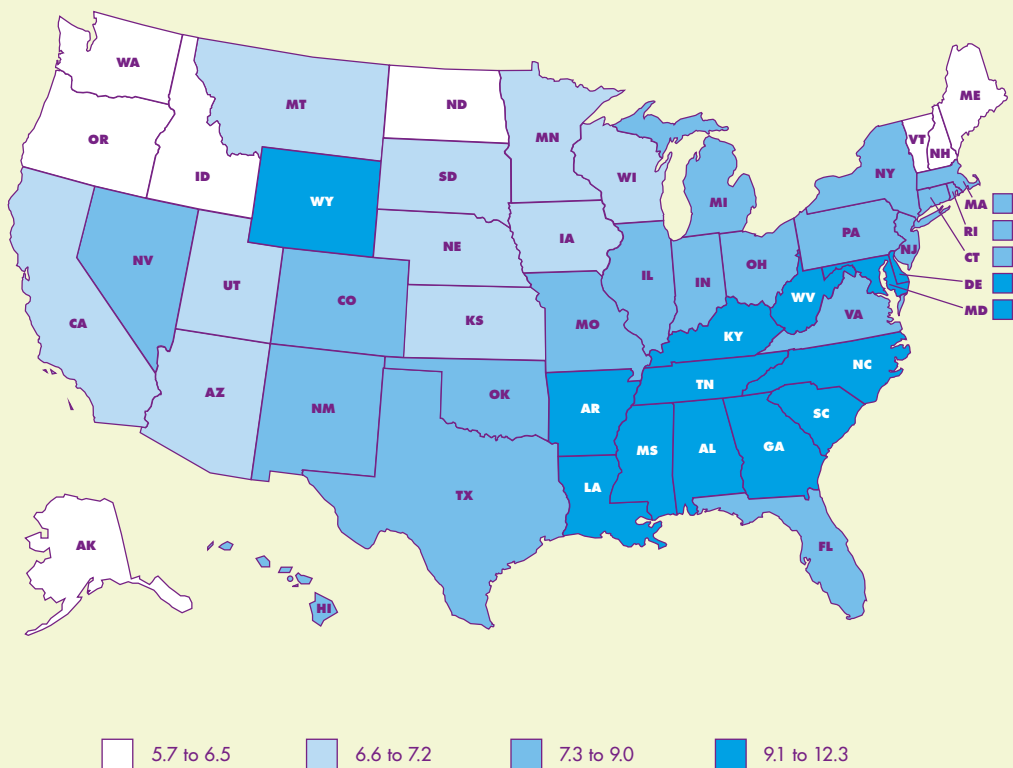 WA
MT
ND
ME
OR
MN
VT
NH
ID
SD
WI
NY
WY
MI
MA
RI
NE
IA
PA
CT
NV
UT
CO
IL
IN
OH
NJ
DE
CA
KS
MO
WV
VA
MD
KY
AZ
NM
OK
TN
NC
AR
SC
MS
AL
GA
LA
TX
AK
FL
HI
5.7 to 6.5
6.6 to 7.2
7.3 to 9.0
9.1 to 12.3